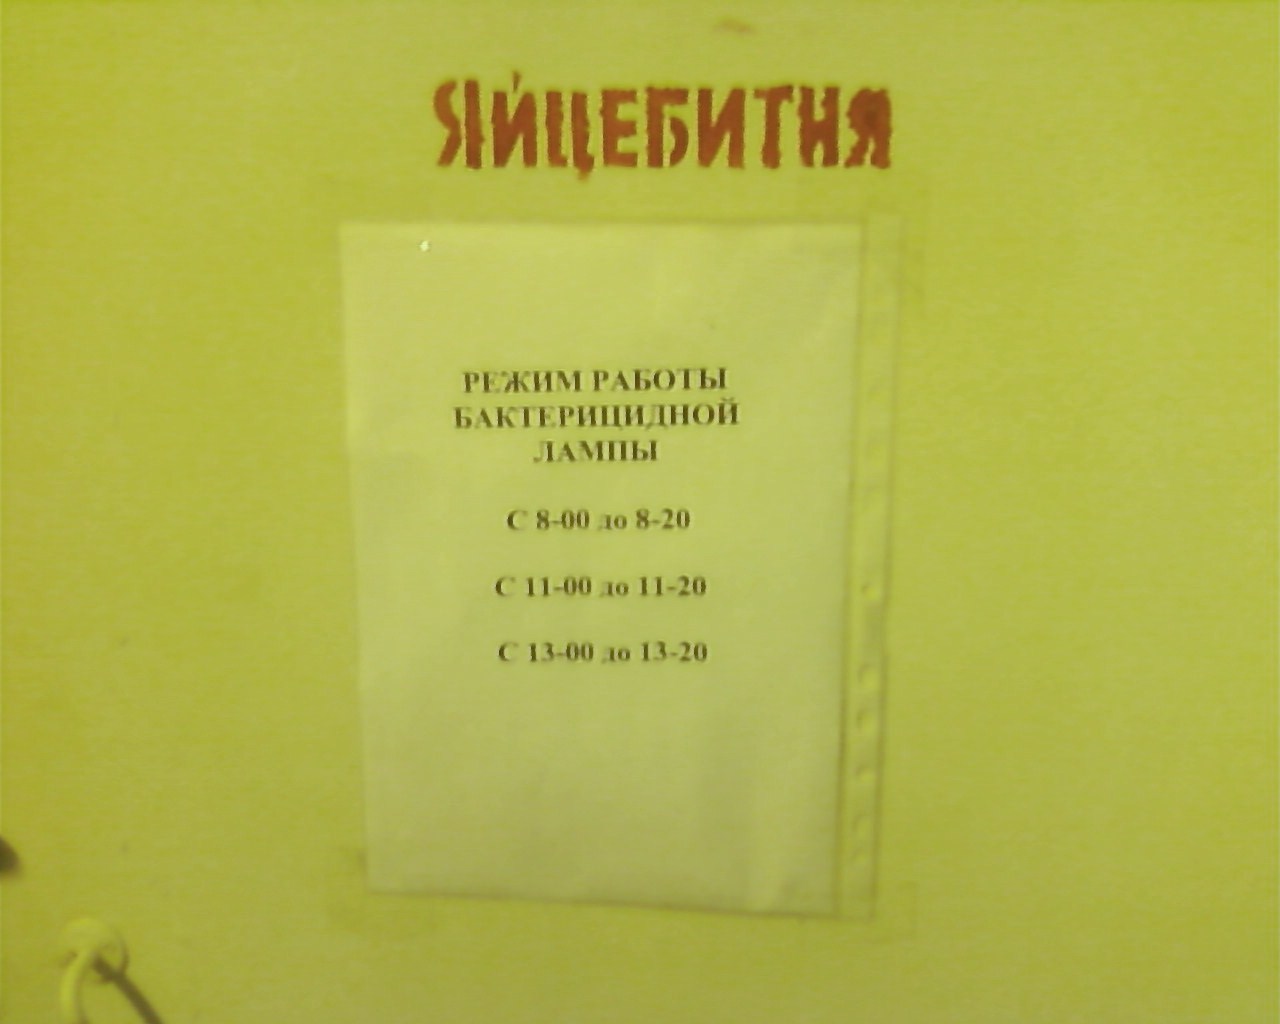 ЯЙЦЕБИТНЯ
РЕЖИМ РАБОТЫ
БАКТЕРИЦИДНОЙ
ЛАМПЫ
С 8-00 до 8-20
С 11-00 до 11-20
С 13-00 до 13-20